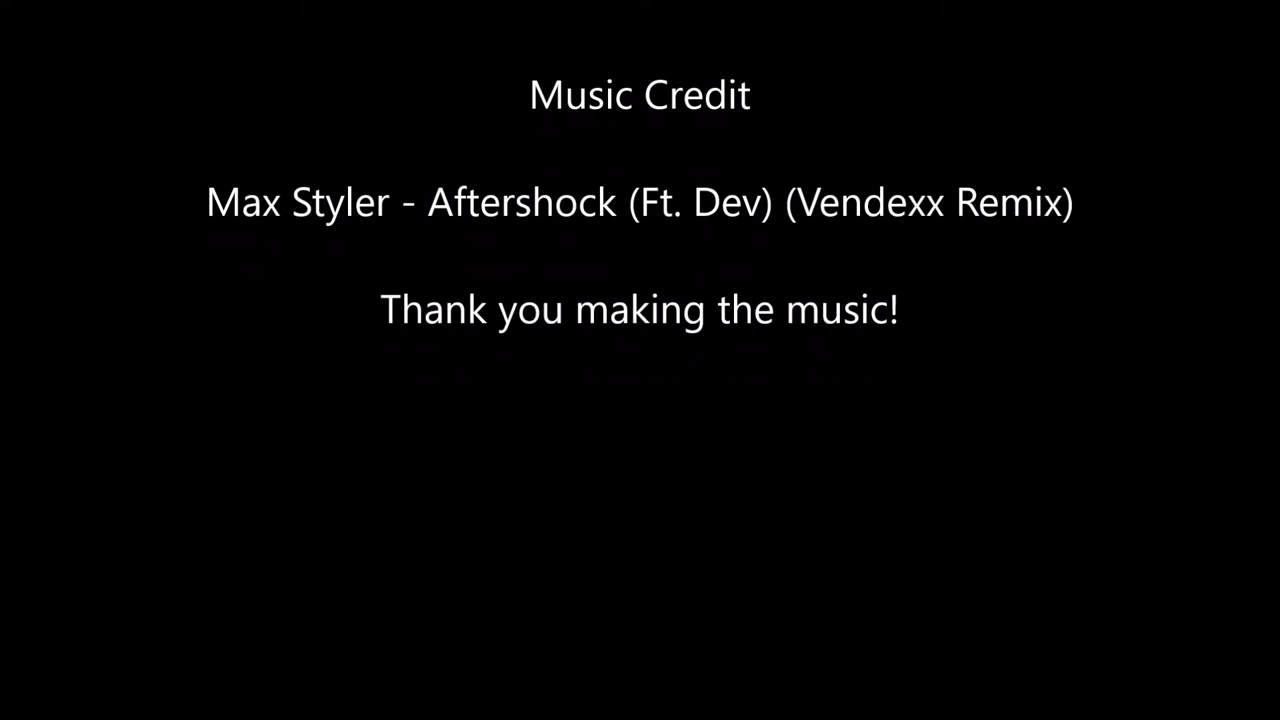 Music Credit
Max Styler - Aftershock (Ft. Dev) (Vendexx Remix)
Thank you making the music!